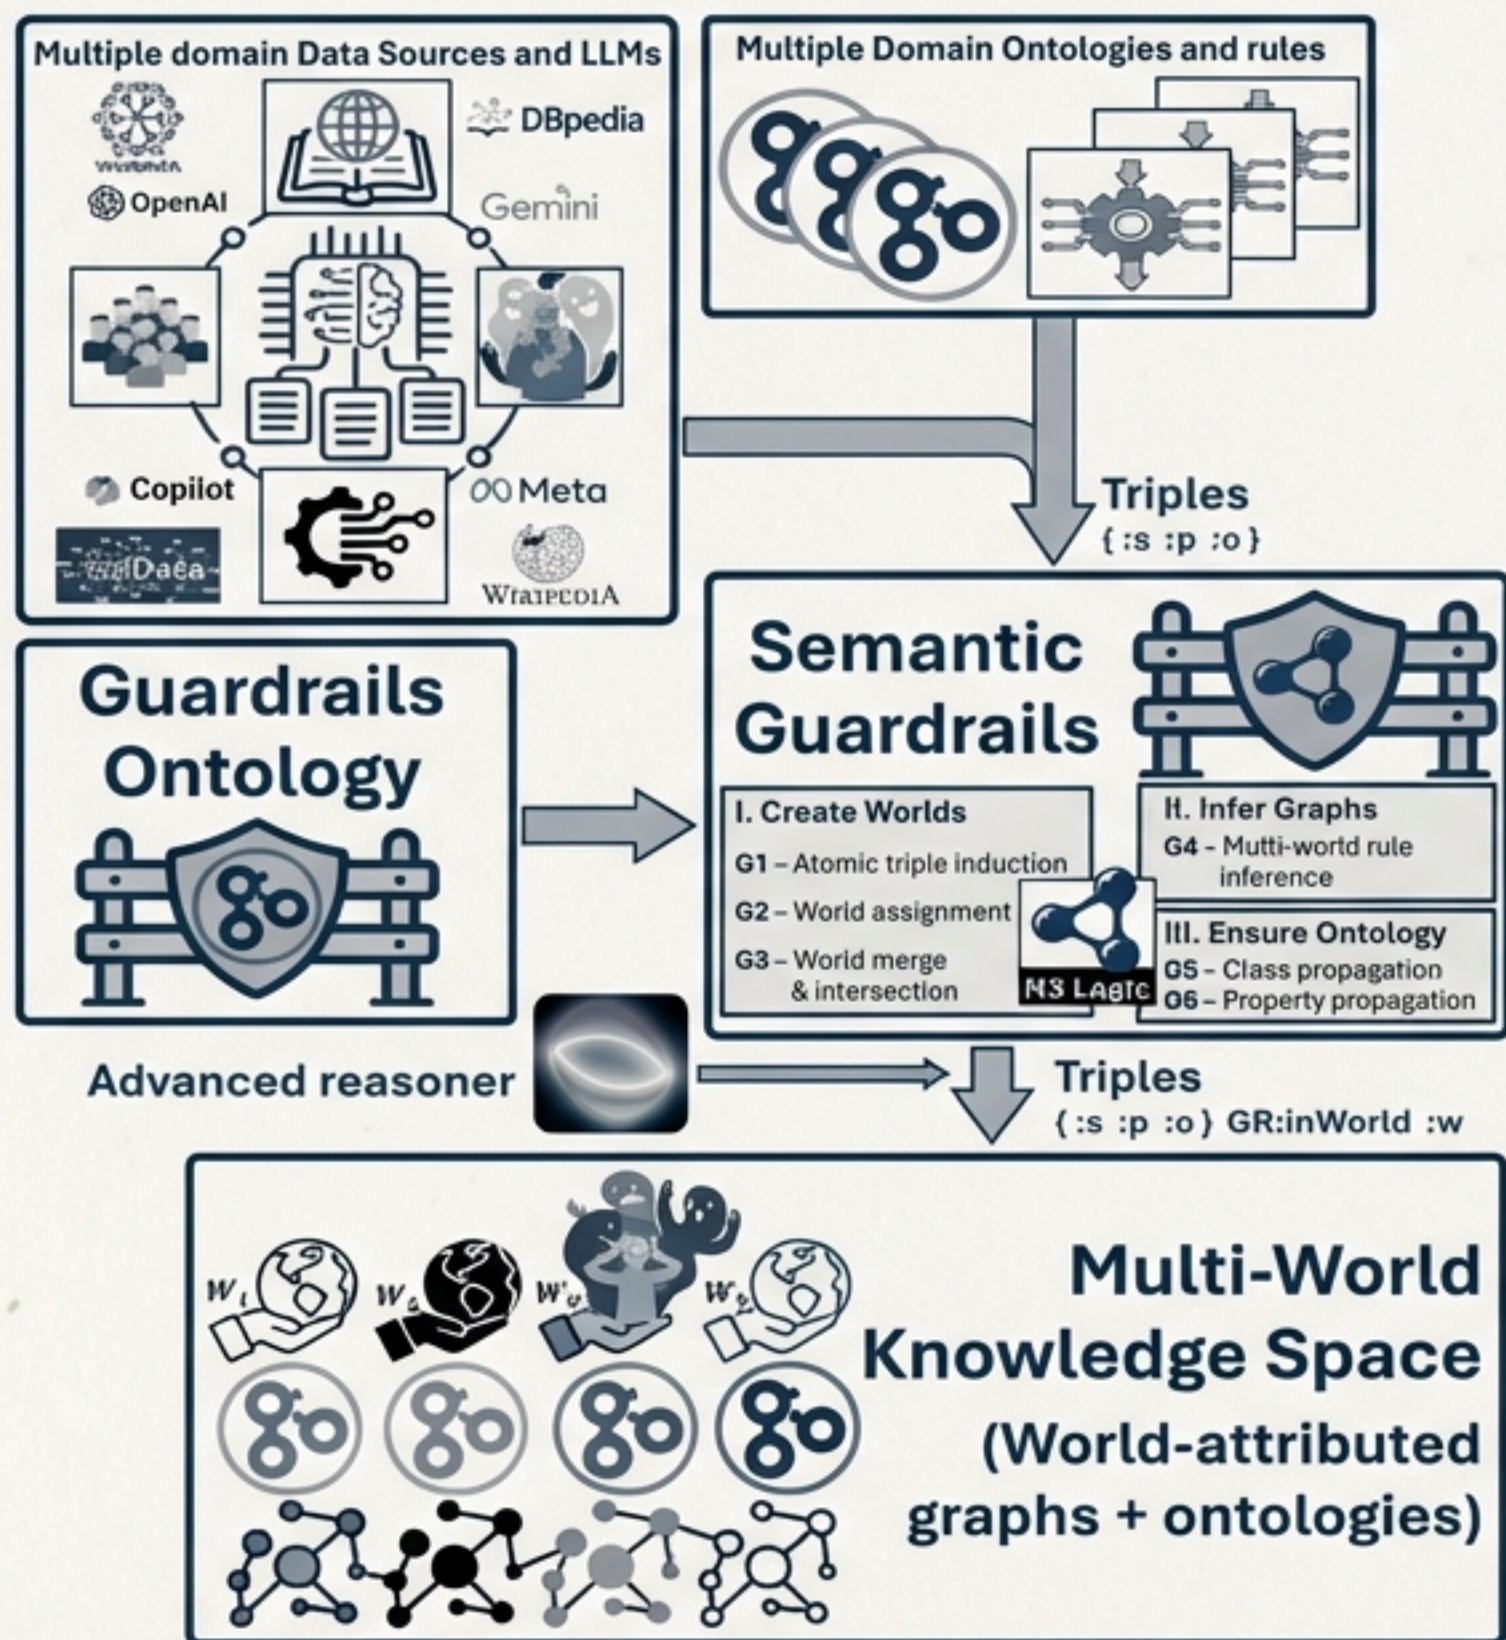 Multiple domain Data Sources and LLMs
DBpedia
OpenAI
Gemini
Copilot
Meta
Multiple Domain Ontologies and rules
Triples
{ :s :p :o }
Guardrails
Ontology
Semantic
Guardrails
I. Create Worlds
G1 – Atomic triple induction
G2 – World assignment
G3 – World merge
& intersection
II. Infer Graphs
G4 – Mutti-world rule
inference
III. Ensure Ontology
G5 – Class propagation
G6 – Property propagation
Advanced reasoner
Triples
{ :s :p :o } GR:inWorld :w
Multi-World
Knowledge Space
(World-attributed
graphs + ontologies)